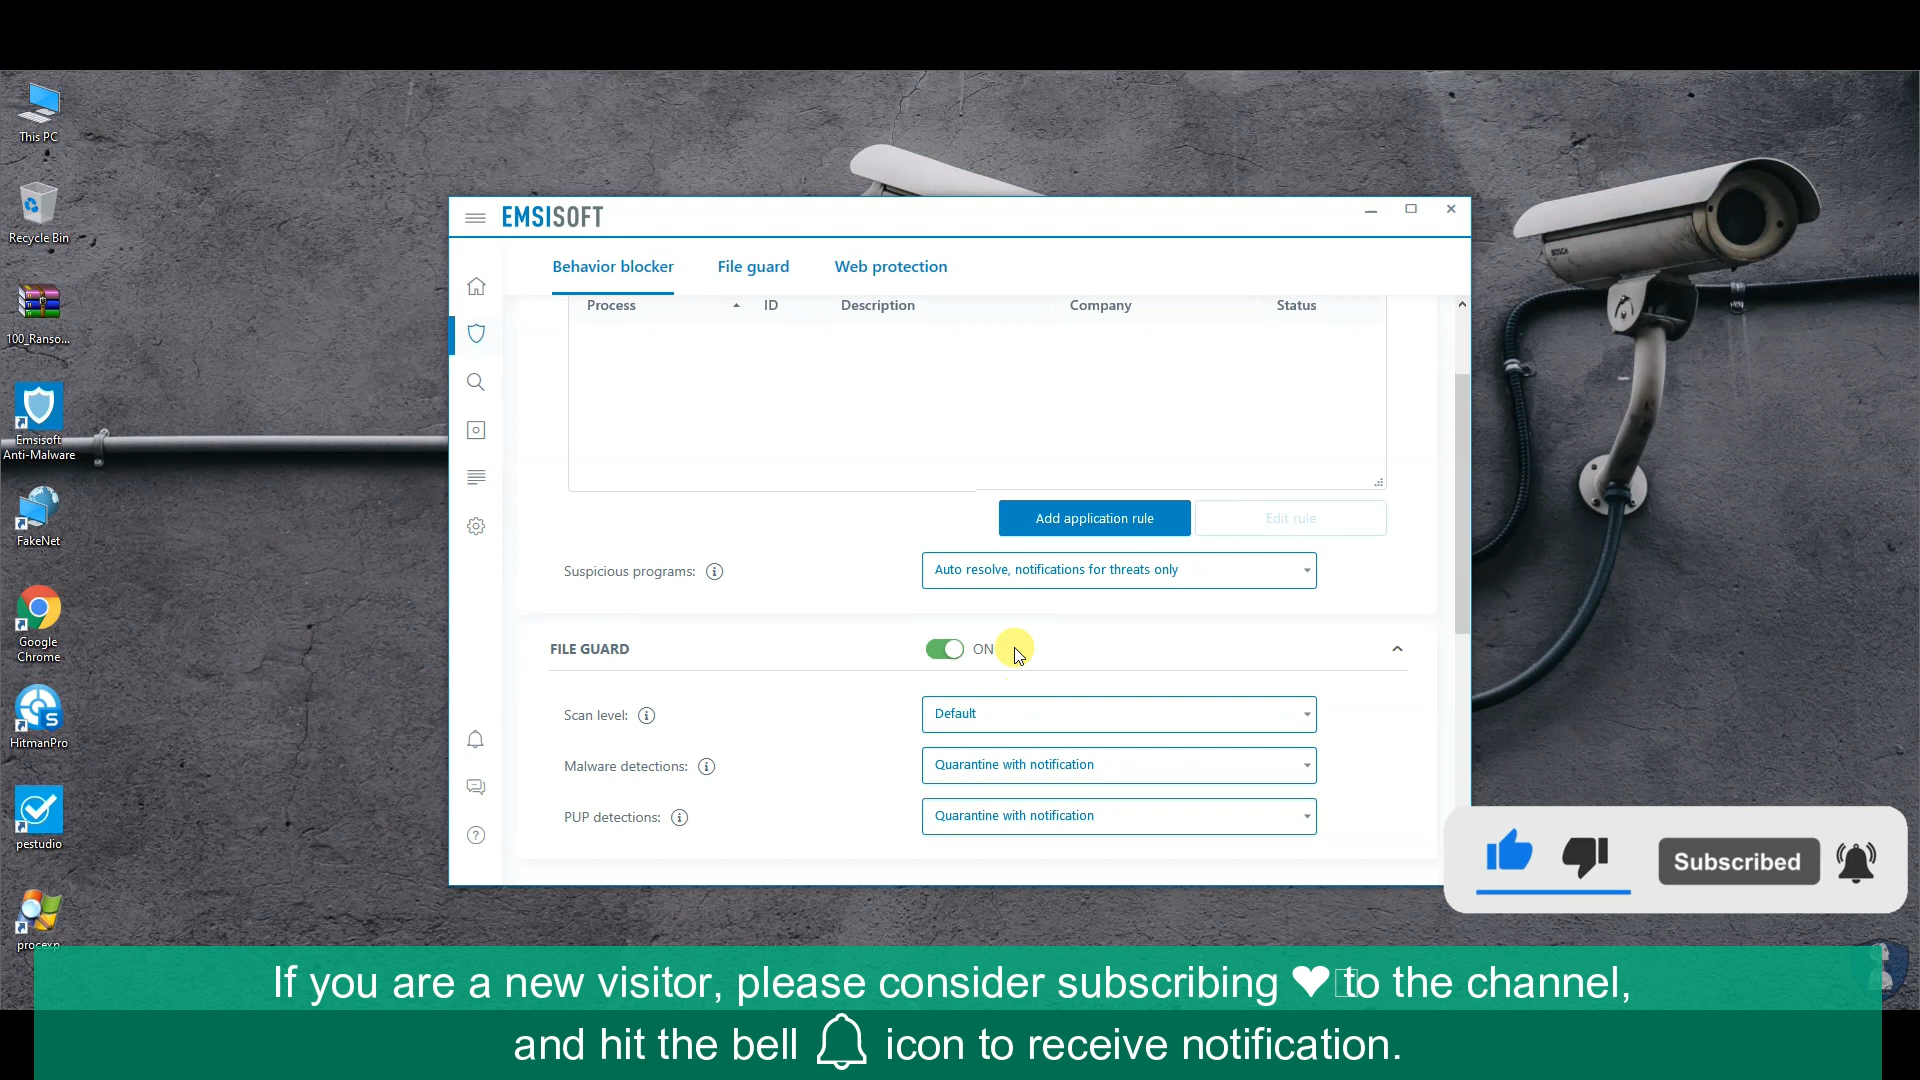 This PC
Recycle Bin
100_Ranso...
Emsisoft
Anti-Malware
FakeNet
Google
Chrome
HitmanPro
pestudio
procexp
EMSISOFT
Behavior blocker File guard Web protection
Process ID Description Company Status
Add application rule Edit rule
Suspicious programs: Auto resolve, notifications for threats only
FILE GUARD ON
Scan level: Default
Malware detections: Quarantine with notification
PUP detections: Quarantine with notification
BOSCH
Subscribed
If you are a new visitor, please consider subscribing ❤ to the channel,
and hit the bell 🔔 icon to receive notification.